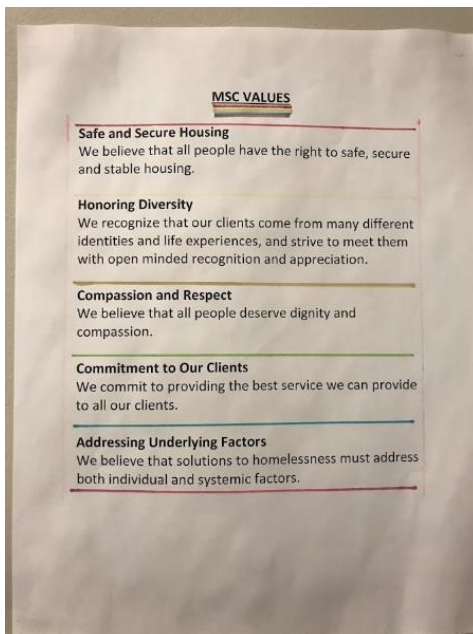 MSC VALUES
Safe and Secure Housing
We believe that all people have the right to safe, secure
and stable housing.
Honoring Diversity
We recognize that our clients come from many different
identities and life experiences, and strive to meet them
with open minded recognition and appreciation.
Compassion and Respect
We believe that all people deserve dignity and
compassion.
Commitment to Our Clients
We commit to providing the best service we can provide
to all our clients.
Addressing Underlying Factors
We believe that solutions to homelessness must address
both individual and systemic factors.